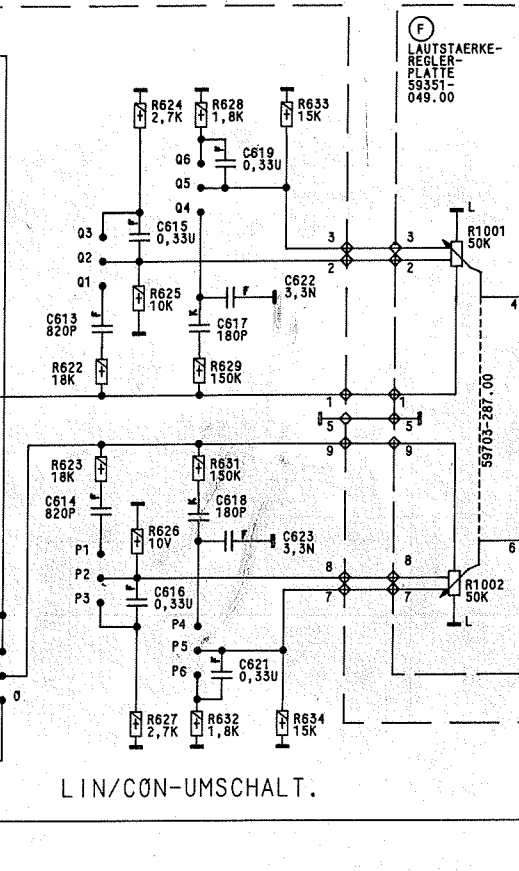 F
LAUTSTAERKE-
REGLER-
PLATTE
59351-
049.00
R624
2,7K
R628
1,8K
R633
15K
Q6
C619
0,33U
Q5
Q4
Q3
C615
0,33U
Q2
3
3
2
2
L
R1001
50K
Q1
R625
10K
C622
3,3N
F
4
C613
820P
F
K
C617
180P
R622
18K
R629
150K
1
1
5
5
9
9
59703-287.00
R623
18K
R631
150K
C614
820P
F
K
C618
180P
R626
10V
F
C623
3,3N
6
P1
P2
P3
C616
0,33U
8
8
7
7
R1002
50K
L
P4
P5
P6
C621
0,33U
Ø
R627
2,7K
R632
1,8K
R634
15K
LIN/CØN-UMSCHALT.